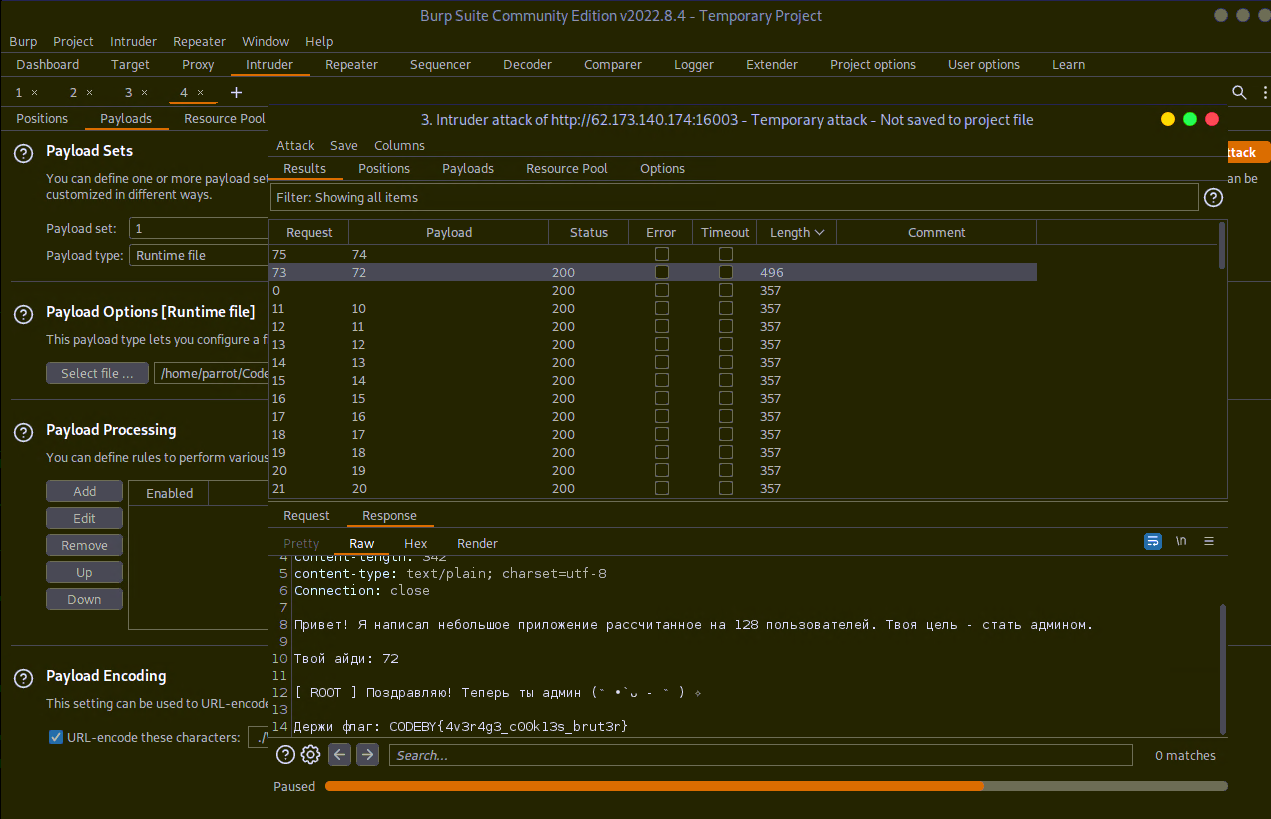 Burp Suite Community Edition v2022.8.4 - Temporary Project
Burp Project Intruder Repeater Window Help
Dashboard Target Proxy Intruder Repeater Sequencer Decoder Comparer Logger Extender Project options User options Learn
1 × 2 × 3 × 4 × +
Positions Payloads Resource Pool
3. Intruder attack of http://62.173.140.174:16003 - Temporary attack - Not saved to project file
Attack Save Columns
Results Positions Payloads Resource Pool Options
Filter: Showing all items
Request Payload Status Error Timeout Length Comment
75 74
73 72 200 496
0 200 357
11 10 200 357
12 11 200 357
13 12 200 357
14 13 200 357
15 14 200 357
16 15 200 357
17 16 200 357
18 17 200 357
19 18 200 357
20 19 200 357
21 20 200 357
Request Response
Pretty Raw Hex Render
\n
4 content-length: 342
5 content-type: text/plain; charset=utf-8
6 Connection: close
7
8 Привет! Я написал небольшое приложение рассчитанное на 128 пользователей. Твоя цель - стать админом.
9
10 Твой айди: 72
11
12 [ ROOT ] Поздравляю! Теперь ты админ (˵ •̀ ᴗ - ˵ ) ✧
13
14 Держи флаг: CODEBY{4v3r4g3_c00kl3s_brut3r}
Search...
0 matches
Paused
Payload Sets
You can define one or more payload set
customized in different ways.
Payload set: 1
Payload type: Runtime file
Payload Options [Runtime file]
This payload type lets you configure a f
Select file ... /home/parrot/Code
Payload Processing
You can define rules to perform various
Add
Edit
Remove
Up
Down
Enabled
Payload Encoding
This setting can be used to URL-encode
URL-encode these characters: ./\
ttack
an be